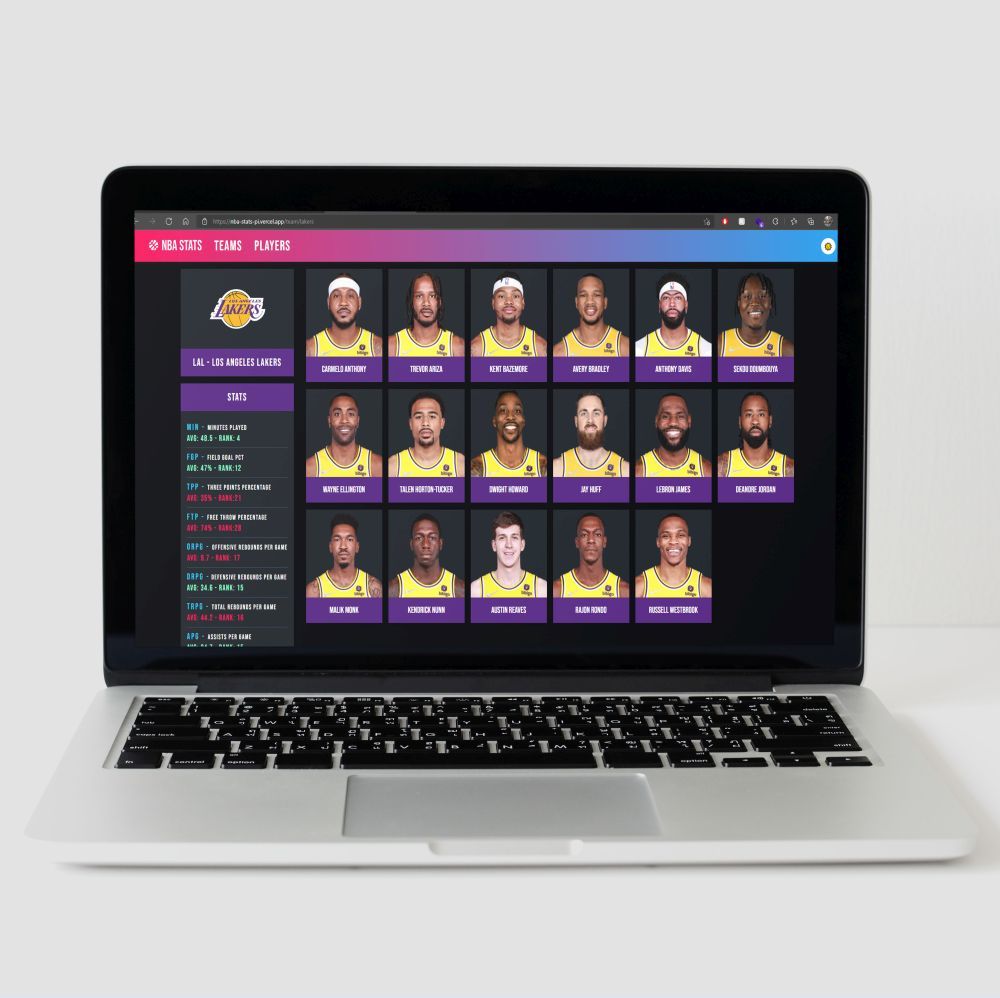 https://nba-stats-pi.vercel.app/team/lakers
NBA STATS TEAMS PLAYERS
LOS ANGELES
LAKERS
LAL - LOS ANGELES LAKERS
STATS
MIN - MINUTES PLAYED
AVG: 48.5 - RANK: 4
FGP - FIELD GOAL PCT
AVG: 47% - RANK:12
TPP - THREE POINTS PERCENTAGE
AVG: 35% - RANK:21
FTP - FREE THROW PERCENTAGE
AVG: 74% - RANK:28
ORPG - OFFENSIVE REBOUNDS PER GAME
AVG: 9.7 - RANK: 17
DRPG - DEFENSIVE REBOUNDS PER GAME
AVG: 34.6 - RANK: 15
TRPG - TOTAL REBOUNDS PER GAME
AVG: 44.2 - RANK: 16
APG - ASSISTS PER GAME
CARMELO ANTHONY
TREVOR ARIZA
KENT BAZEMORE
AVERY BRADLEY
ANTHONY DAVIS
SEKOU DOUMBOUYA
WAYNE ELLINGTON
TALEN HORTON-TUCKER
DWIGHT HOWARD
JAY HUFF
LEBRON JAMES
DEANDRE JORDAN
MALIK MONK
KENDRICK NUNN
AUSTIN REAVES
RAJON RONDO
RUSSELL WESTBROOK
tab Q W E R T Y U I O P
caps lock A S D F G H J K L return
shift Z X C V B N M shift
fn control option option
delete